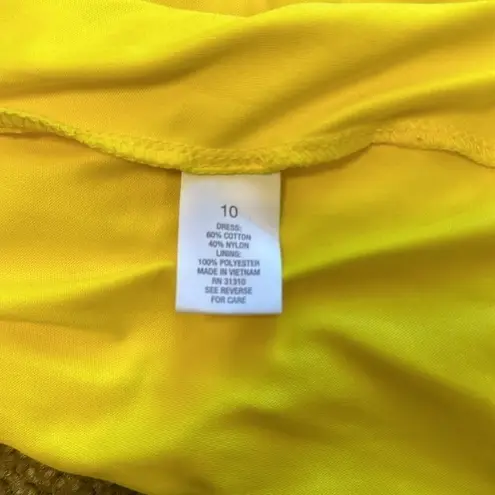 10
DRESS:
60% COTTON
40% NYLON
LINING:
100% POLYESTER
MADE IN VIETNAM
RN 31310
SEE REVERSE
FOR CARE